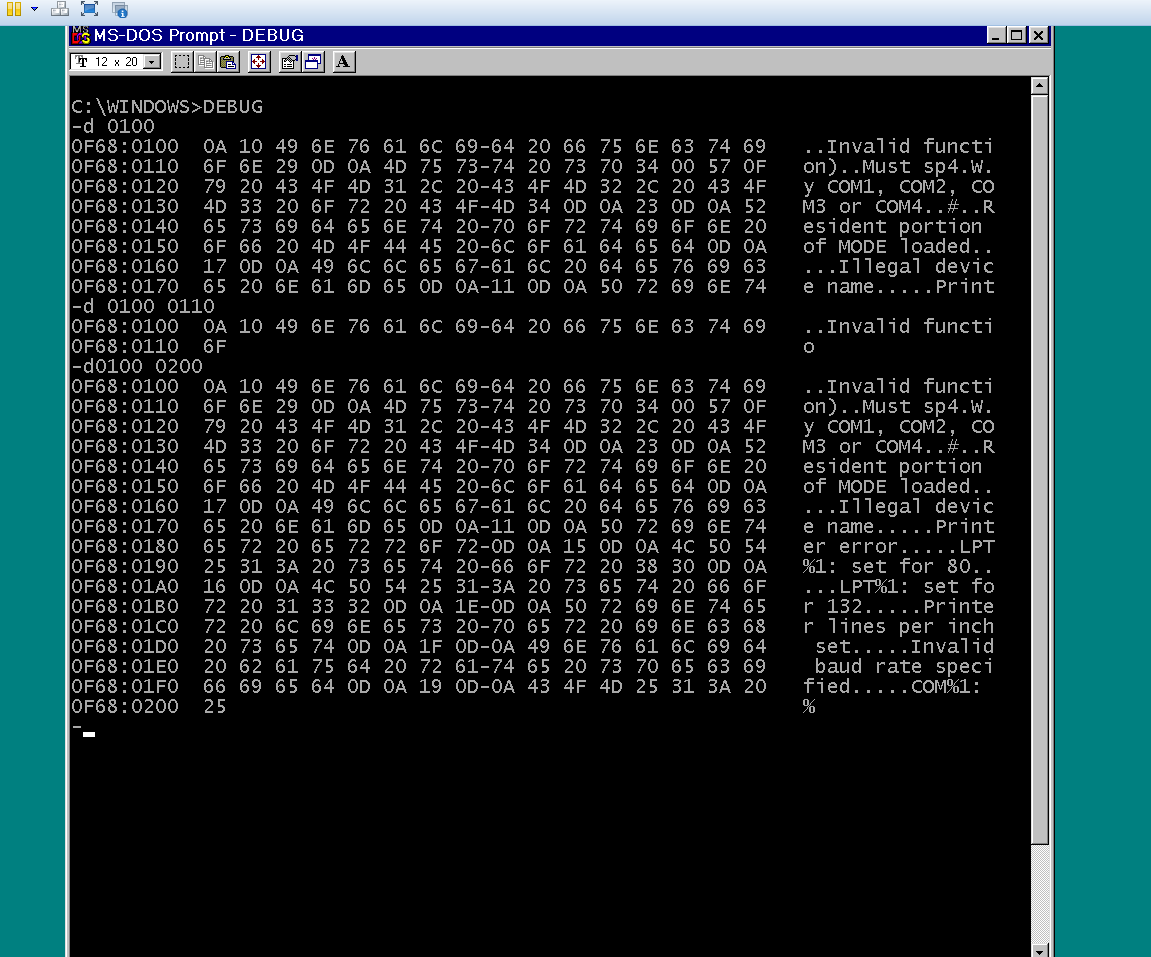 MS-DOS Prompt - DEBUG
12 x 20
A
C:\WINDOWS>DEBUG
-d 0100
0F68:0100  0A 10 49 6E 76 61 6C 69-64 20 66 75 6E 63 74 69   ..Invalid functi
0F68:0110  6F 6E 29 0D 0A 4D 75 73-74 20 73 70 34 00 57 0F   on)..Must sp4.W.
0F68:0120  79 20 43 4F 4D 31 2C 20-43 4F 4D 32 2C 20 43 4F   y COM1, COM2, CO
0F68:0130  4D 33 20 6F 72 20 43 4F-4D 34 0D 0A 23 0D 0A 52   M3 or COM4..#..R
0F68:0140  65 73 69 64 65 6E 74 20-70 6F 72 74 69 6F 6E 20   esident portion
0F68:0150  6F 66 20 4D 4F 44 45 20-6C 6F 61 64 65 64 0D 0A   of MODE loaded..
0F68:0160  17 0D 0A 49 6C 6C 65 67-61 6C 20 64 65 76 69 63   ...Illegal devic
0F68:0170  65 20 6E 61 6D 65 0D 0A-11 0D 0A 50 72 69 6E 74   e name.....Print
-d 0100 0110
0F68:0100  0A 10 49 6E 76 61 6C 69-64 20 66 75 6E 63 74 69   ..Invalid functi
0F68:0110  6F   o
-d0100 0200
0F68:0100  0A 10 49 6E 76 61 6C 69-64 20 66 75 6E 63 74 69   ..Invalid functi
0F68:0110  6F 6E 29 0D 0A 4D 75 73-74 20 73 70 34 00 57 0F   on)..Must sp4.W.
0F68:0120  79 20 43 4F 4D 31 2C 20-43 4F 4D 32 2C 20 43 4F   y COM1, COM2, CO
0F68:0130  4D 33 20 6F 72 20 43 4F-4D 34 0D 0A 23 0D 0A 52   M3 or COM4..#..R
0F68:0140  65 73 69 64 65 6E 74 20-70 6F 72 74 69 6F 6E 20   esident portion
0F68:0150  6F 66 20 4D 4F 44 45 20-6C 6F 61 64 65 64 0D 0A   of MODE loaded..
0F68:0160  17 0D 0A 49 6C 6C 65 67-61 6C 20 64 65 76 69 63   ...Illegal devic
0F68:0170  65 20 6E 61 6D 65 0D 0A-11 0D 0A 50 72 69 6E 74   e name.....Print
0F68:0180  65 72 20 65 72 72 6F 72-0D 0A 15 0D 0A 4C 50 54   er error.....LPT
0F68:0190  25 31 3A 20 73 65 74 20-66 6F 72 20 38 30 0D 0A   %1: set for 80..
0F68:01A0  16 0D 0A 4C 50 54 25 31-3A 20 73 65 74 20 66 6F   ...LPT%1: set fo
0F68:01B0  72 20 31 33 32 0D 0A 1E-0D 0A 50 72 69 6E 74 65   r 132.....Printe
0F68:01C0  72 20 6C 69 6E 65 73 20-70 65 72 20 69 6E 63 68   r lines per inch
0F68:01D0  20 73 65 74 0D 0A 1F 0D-0A 49 6E 76 61 6C 69 64    set.....Invalid
0F68:01E0  20 62 61 75 64 20 72 61-74 65 20 73 70 65 63 69    baud rate speci
0F68:01F0  66 69 65 64 0D 0A 19 0D-0A 43 4F 4D 25 31 3A 20   fied.....COM%1:
0F68:0200  25   %
-